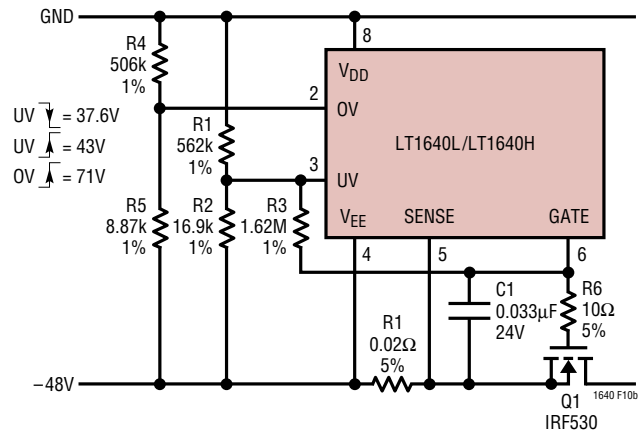 GND
R4
506k
1%
8
VDD
2
OV
UV = 37.6V
UV = 43V
OV = 71V
R1
562k
1%
LT1640L/LT1640H
3
UV
R5
8.87k
1%
R2
16.9k
1%
R3
1.62M
1%
VEE
SENSE
GATE
4
5
6
C1
0.033µF
24V
R6
10Ω
5%
R1
0.02Ω
5%
−48V
Q1
IRF530
1640 F10b